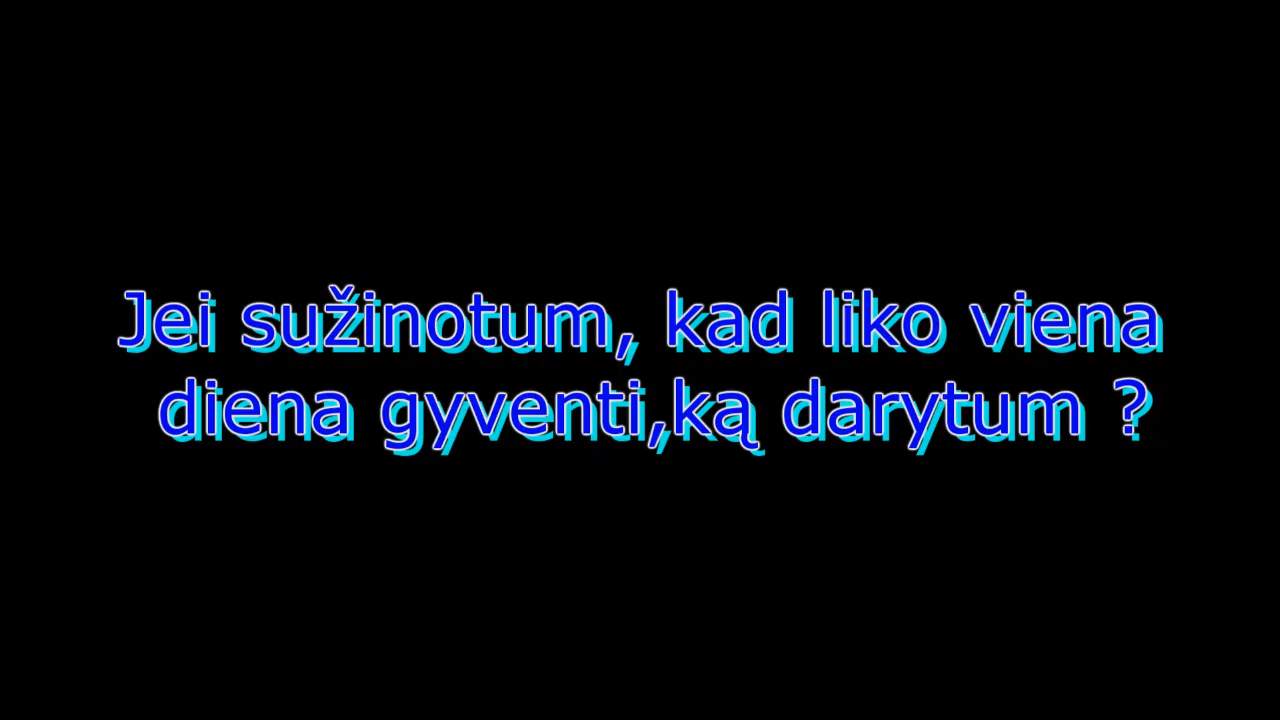 Jei sužinotum, kad liko viena
diena gyventi,ką darytum ?